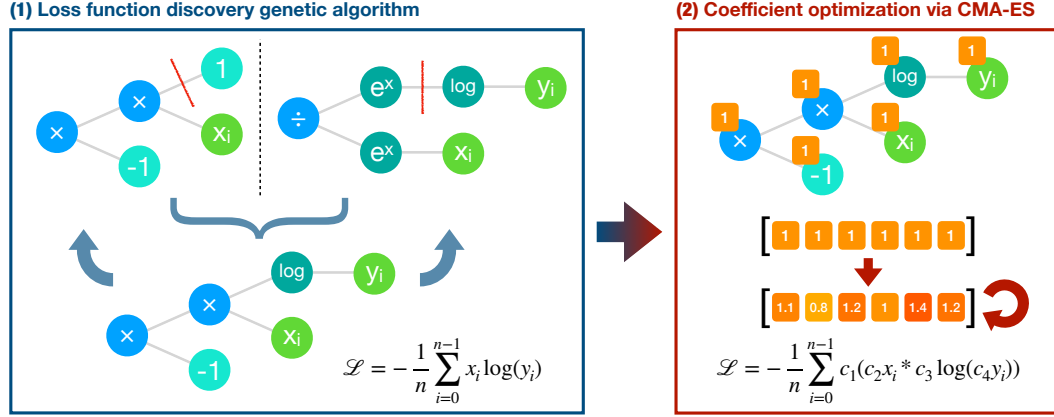 (1) Loss function discovery genetic algorithm
1
×
×
xᵢ
-1
eˣ
log
yᵢ
÷
eˣ
xᵢ
log
yᵢ
×
×
xᵢ
-1
ℒ = − 1/n ∑_{i=0}^{n−1} xᵢ log(yᵢ)
(2) Coefficient optimization via CMA-ES
1 1
log yᵢ
1
×
1 1
× xᵢ
1
-1
[ 1 1 1 1 1 1 ]
[ 1.1 0.8 1.2 1 1.4 1.2 ]
ℒ = − 1/n ∑_{i=0}^{n−1} c₁(c₂xᵢ * c₃ log(c₄yᵢ))